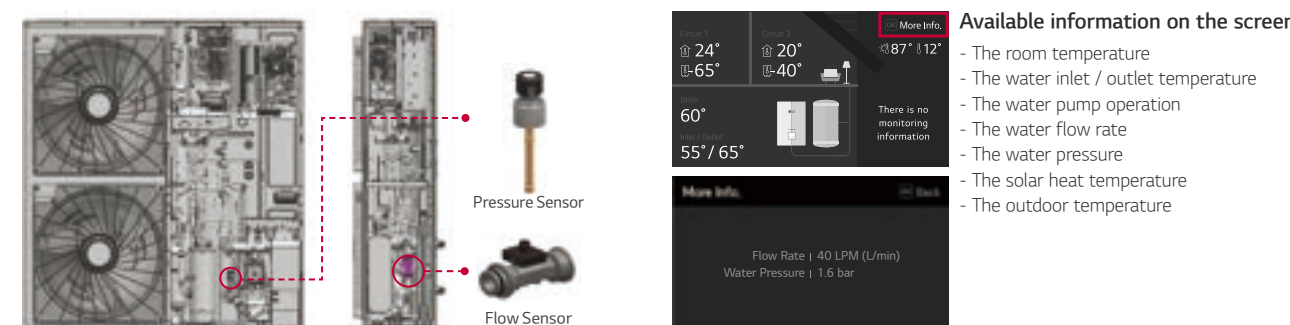 Pressure Sensor
Flow Sensor
Circuit 1
24°
65°
Circuit 2
20°
40°
DHW
60°
Inlet / Outlet
55°/ 65°
OK More Info.
87° 12°
There is no
monitoring
information
More Info.
Back
Flow Rate | 40 LPM (L/min)
Water Pressure | 1.6 bar
Available information on the screen
- The room temperature
- The water inlet / outlet temperature
- The water pump operation
- The water flow rate
- The water pressure
- The solar heat temperature
- The outdoor temperature